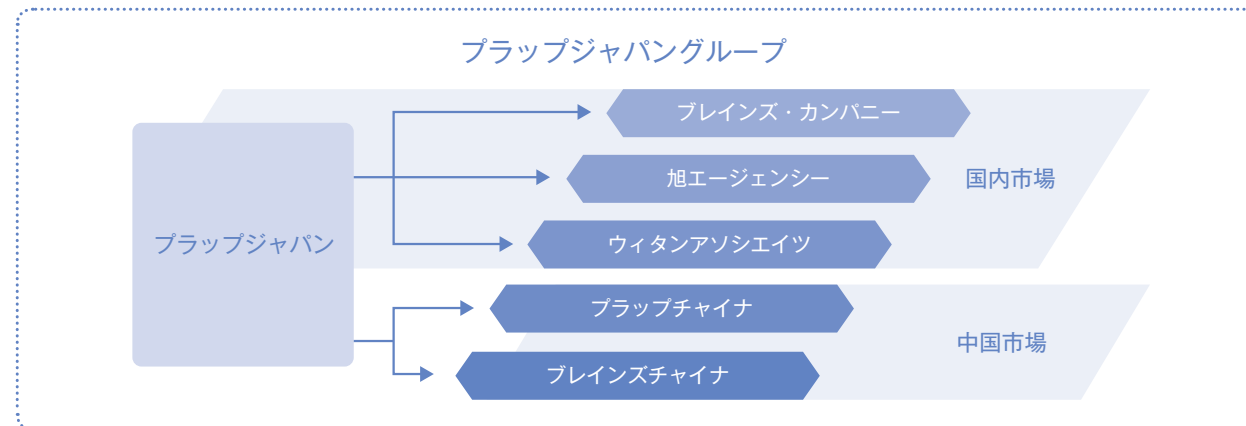 プラップジャパングループ
ブレインズ・カンパニー
旭エージェンシー
国内市場
ウィタンアソシエイツ
プラップジャパン
プラップチャイナ
中国市場
ブレインズチャイナ